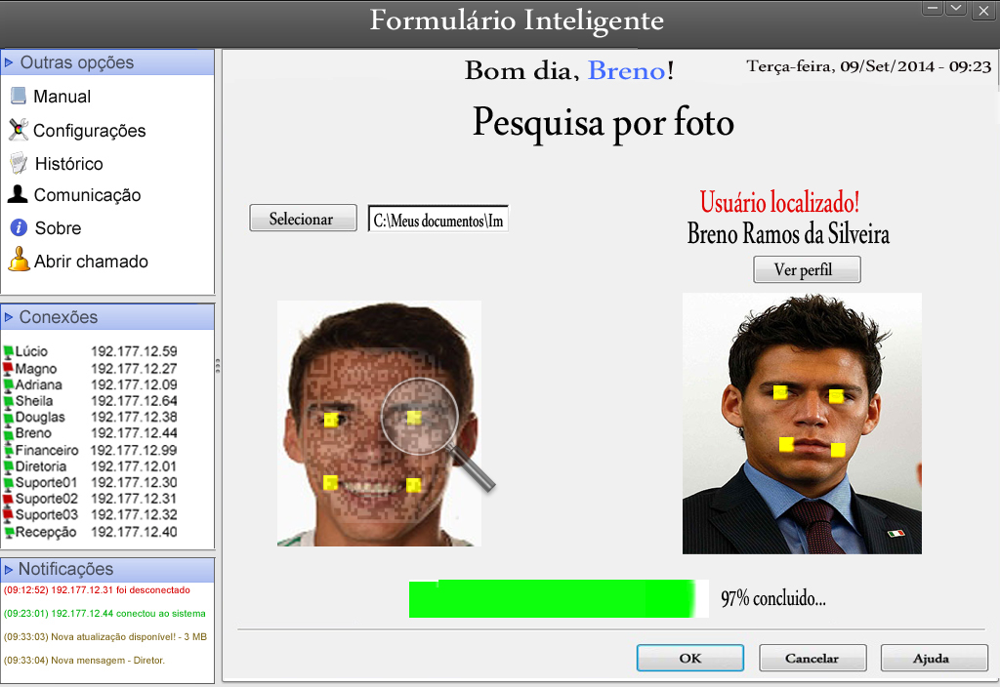 Formulário Inteligente
Outras opções
Manual
Configurações
Histórico
Comunicação
Sobre
Abrir chamado
Conexões
Lúcio 192.177.12.59
Magno 192.177.12.27
Adriana 192.177.12.09
Sheila 192.177.12.64
Douglas 192.177.12.38
Breno 192.177.12.44
Financeiro 192.177.12.99
Diretoria 192.177.12.01
Suporte01 192.177.12.30
Suporte02 192.177.12.31
Suporte03 192.177.12.32
Recepção 192.177.12.40
Notificações
(09:12:52) 192.177.12.31 foi desconectado
(09:23:01) 192.177.12.44 conectou ao sistema
(09:33:03) Nova atualização disponível! - 3 MB
(09:33:04) Nova mensagem - Diretor.
Bom dia, Breno!
Terça-feira, 09/Set/2014 - 09:23
Pesquisa por foto
Selecionar
C:\Meus documentos\Im
Usuário localizado!
Breno Ramos da Silveira
Ver perfil
97% concluido...
OK
Cancelar
Ajuda